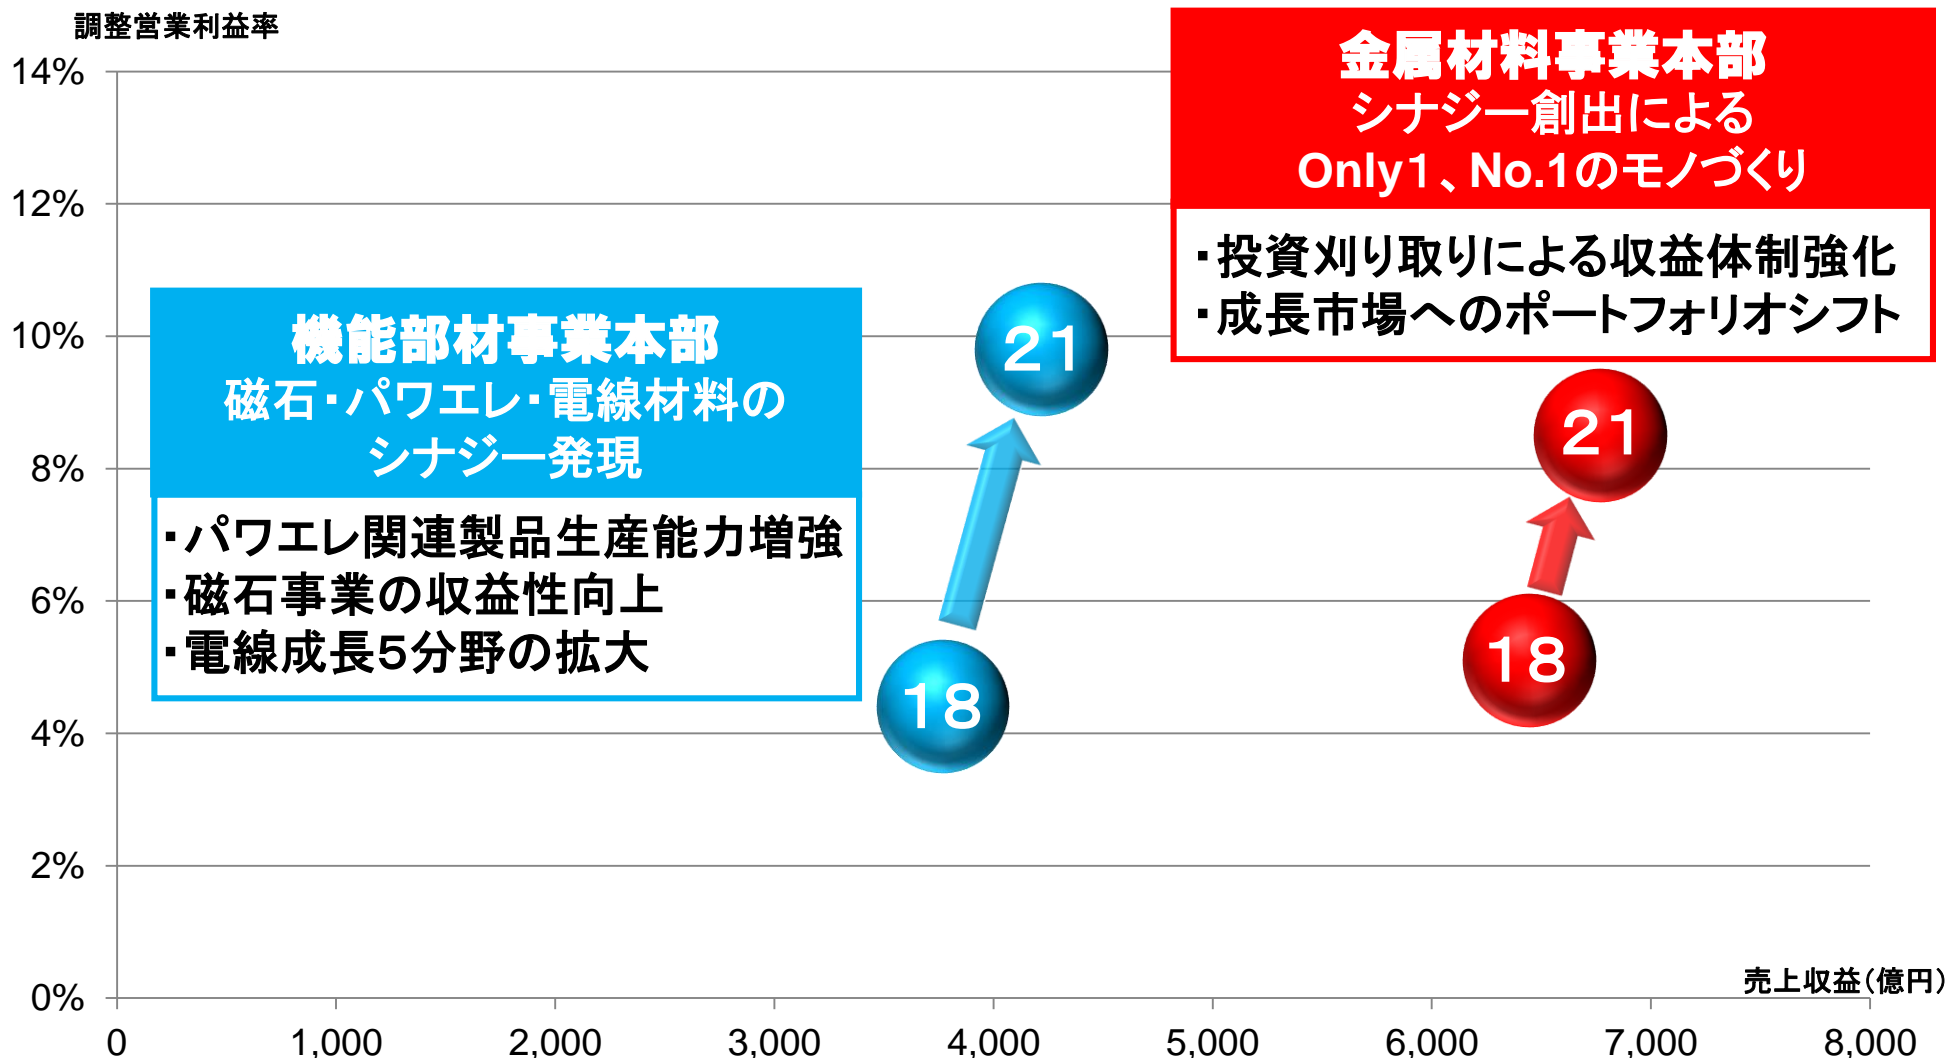 調整営業利益率
14%
12%
10%
8%
6%
4%
2%
0%
金属材料事業本部
シナジー創出による
Only１、No.1のモノづくり
・投資刈り取りによる収益体制強化
・成長市場へのポートフォリオシフト
機能部材事業本部
磁石・パワエレ・電線材料の
シナジー発現
・パワエレ関連製品生産能力増強
・磁石事業の収益性向上
・電線成長5分野の拡大
21
18
21
18
売上収益（億円）
0 1,000 2,000 3,000 4,000 5,000 6,000 7,000 8,000